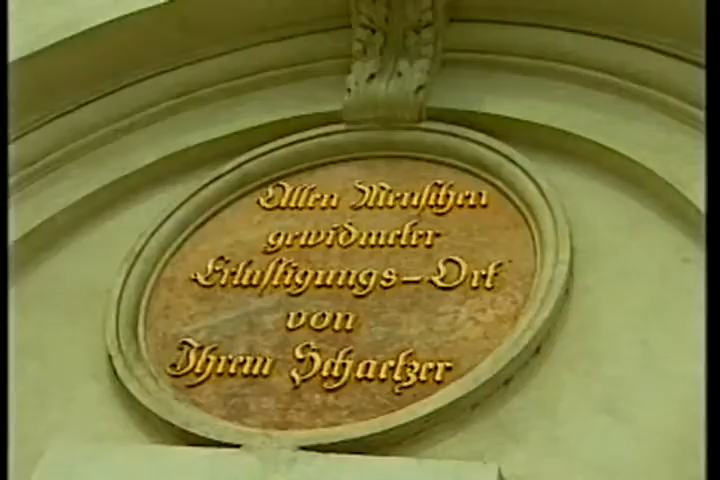 Allen Menschen
gewidmeter
Erlustigungs-Ort
von
Ihrem Schaetzer